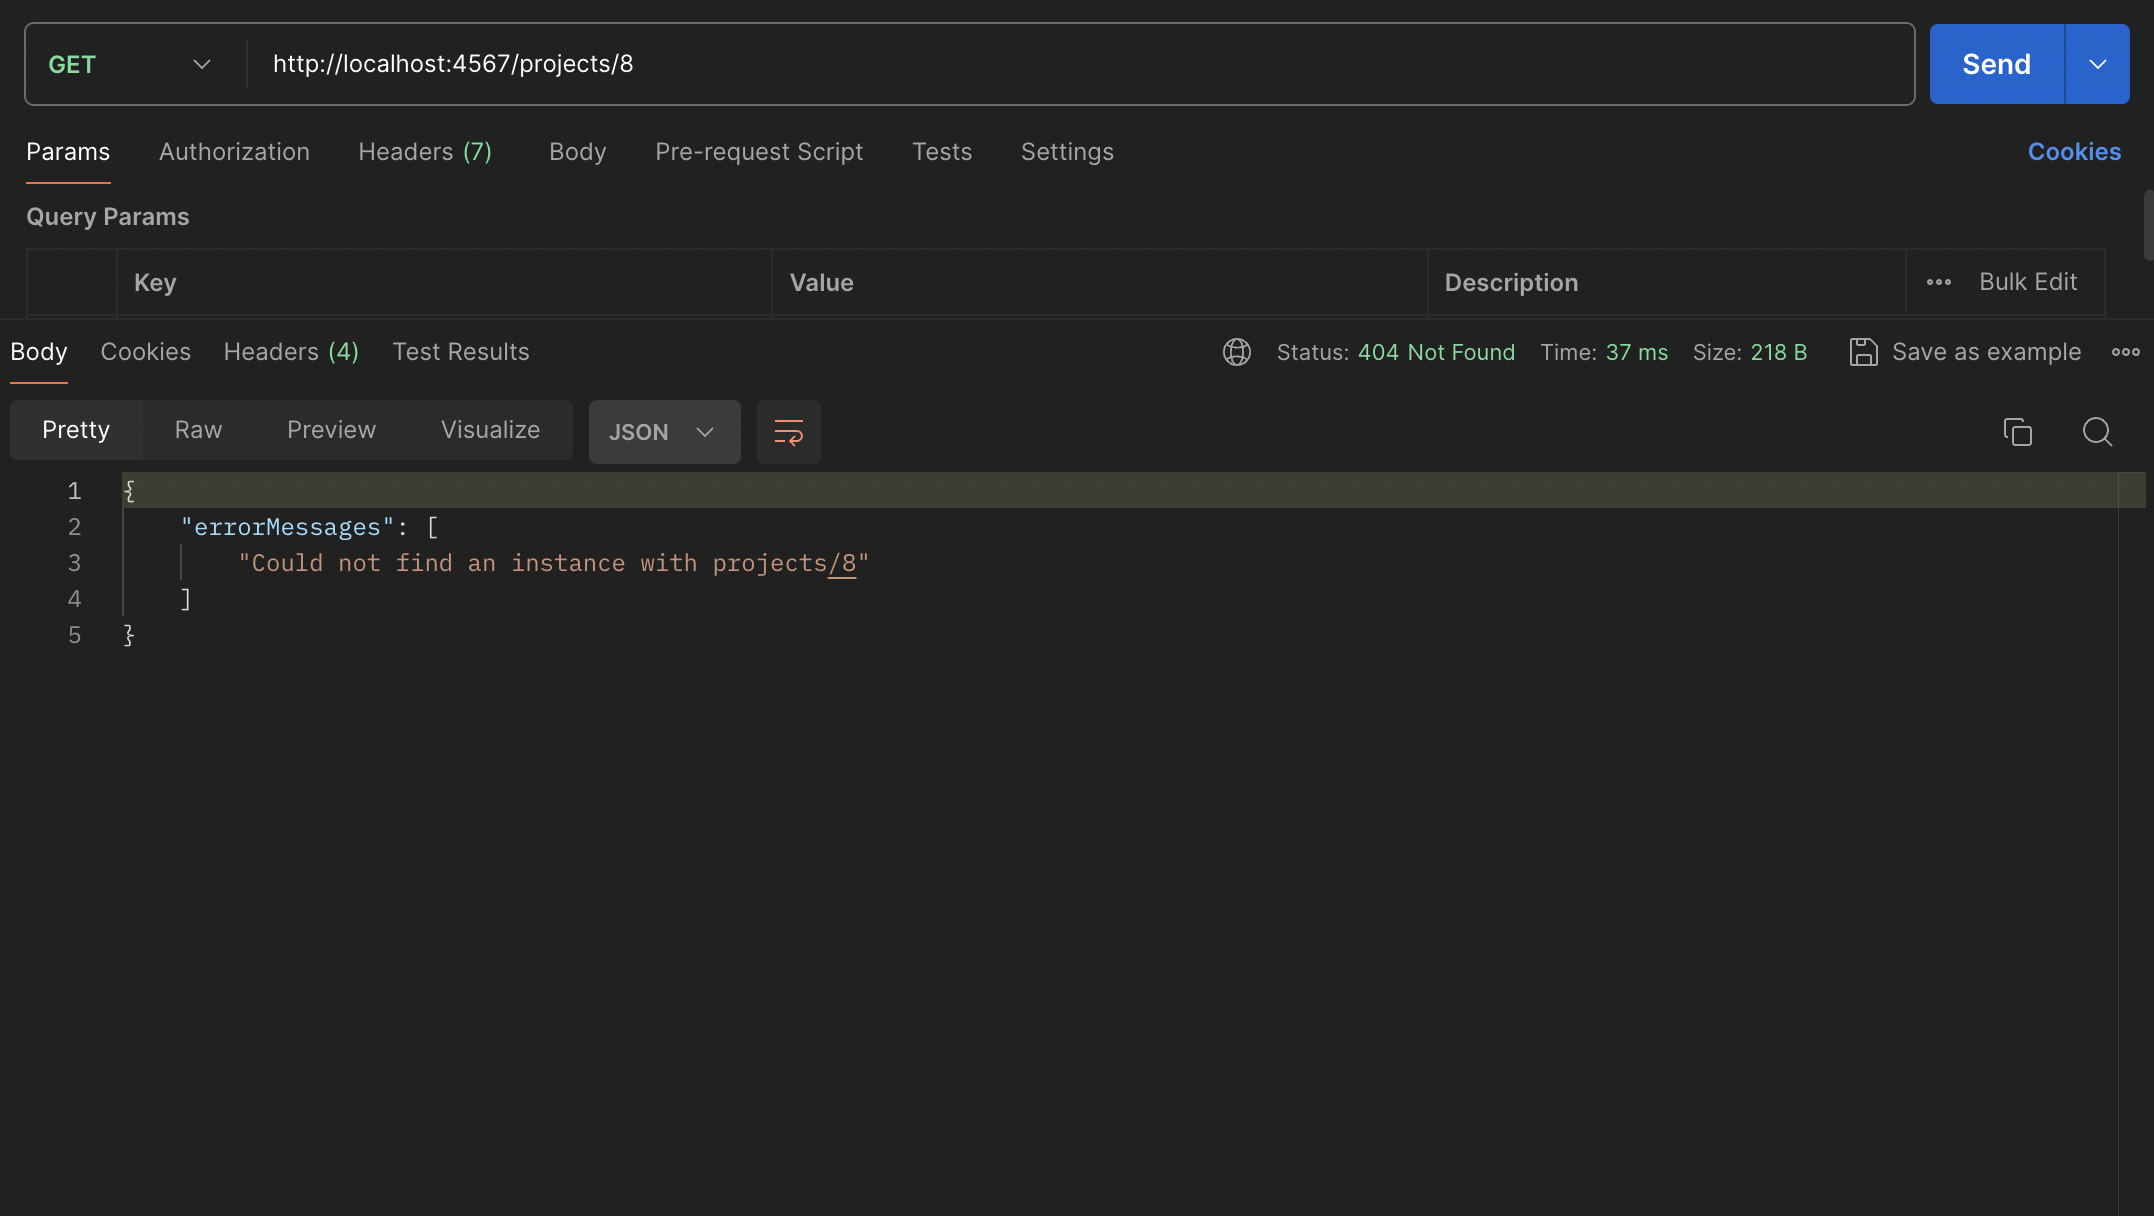 GET http://localhost:4567/projects/8 Send
Params Authorization Headers (7) Body Pre-request Script Tests Settings Cookies
Query Params
Key Value Description Bulk Edit
Body Cookies Headers (4) Test Results Status: 404 Not Found Time: 37 ms Size: 218 B Save as example
Pretty Raw Preview Visualize JSON
1 {
2 "errorMessages": [
3 "Could not find an instance with projects/8"
4 ]
5 }